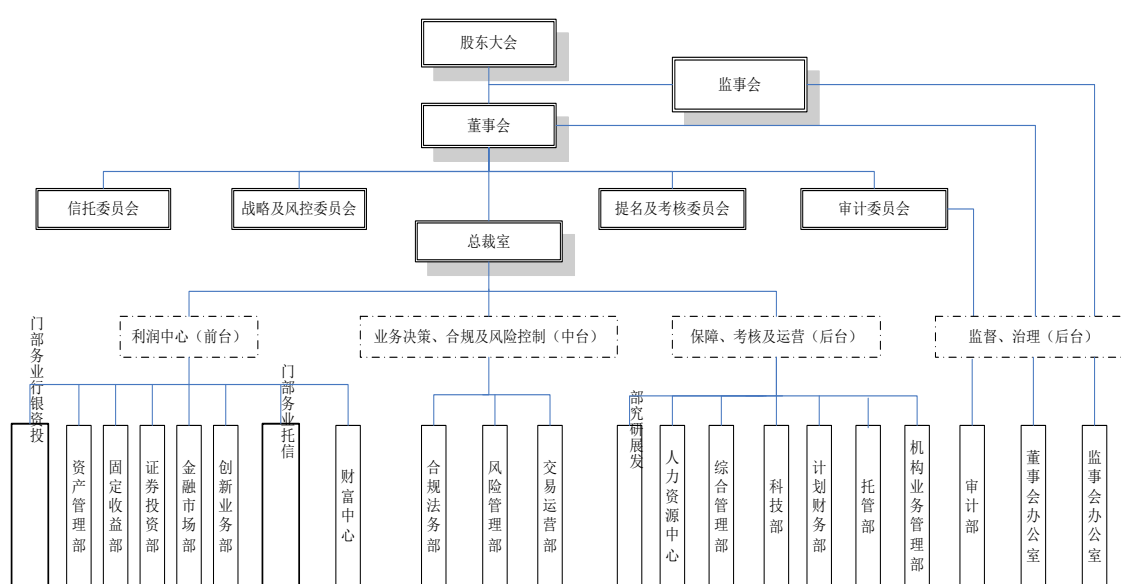 股东大会
监事会
董事会
信托委员会
战略及风控委员会
提名及考核委员会
审计委员会
总裁室
利润中心（前台）
业务决策、合规及风险控制（中台）
保障、考核及运营（后台）
监督、治理（后台）
门部务业行银资投
资产管理部
固定收益部
证券投资部
金融市场部
创新业务部
门部务业托信
财富中心
合规法务部
风险管理部
交易运营部
部究研展发
人力资源中心
综合管理部
科技部
计划财务部
托管部
机构业务管理部
审计部
董事会办公室
监事会办公室